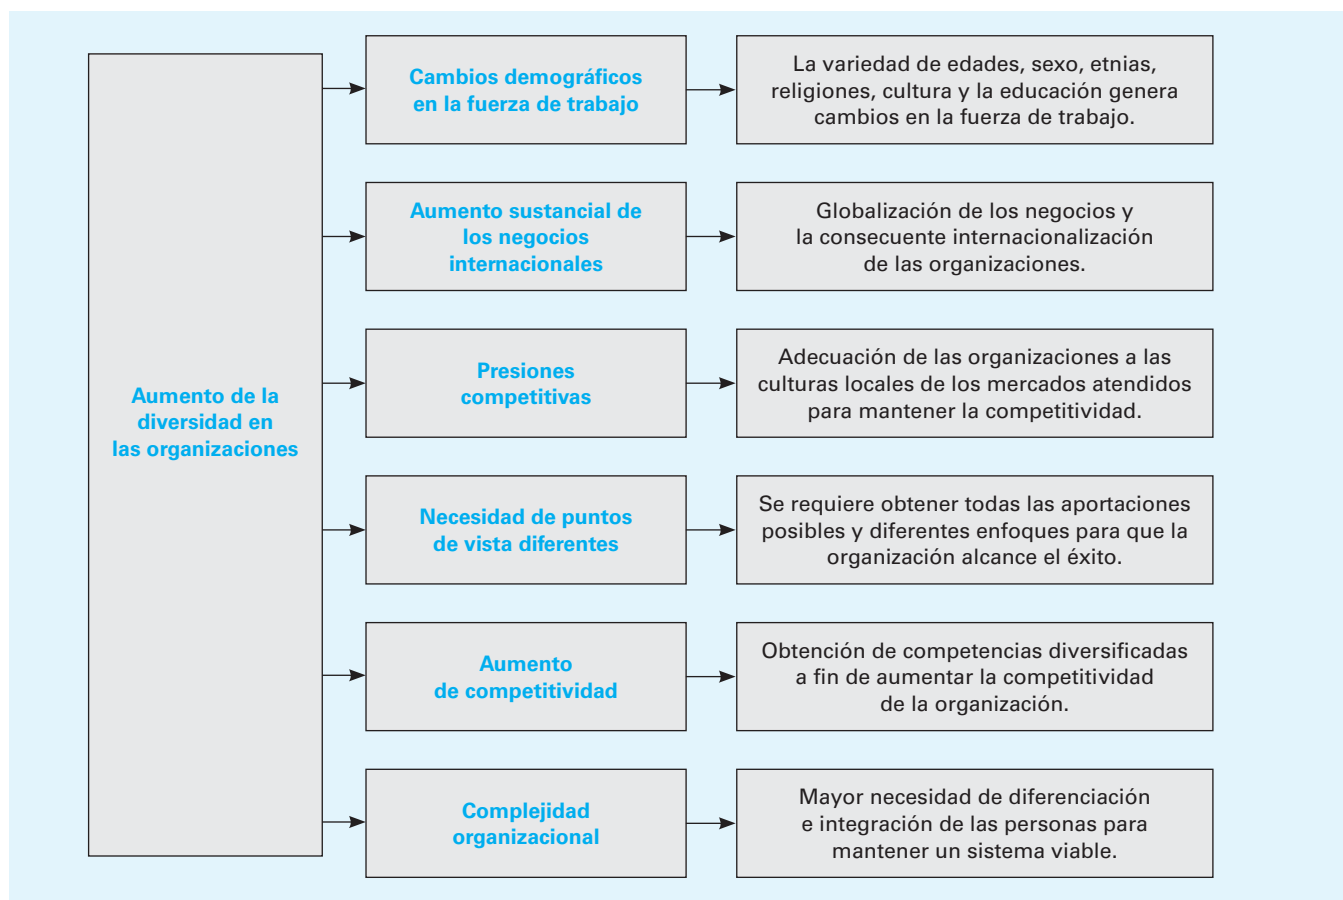 Aumento de la
diversidad en
las organizaciones
Cambios demográficos
en la fuerza de trabajo
La variedad de edades, sexo, etnias,
religiones, cultura y la educación genera
cambios en la fuerza de trabajo.
Aumento sustancial de
los negocios
internacionales
Globalización de los negocios y
la consecuente internacionalización
de las organizaciones.
Presiones
competitivas
Adecuación de las organizaciones a las
culturas locales de los mercados atendidos
para mantener la competitividad.
Necesidad de puntos
de vista diferentes
Se requiere obtener todas las aportaciones
posibles y diferentes enfoques para que la
organización alcance el éxito.
Aumento
de competitividad
Obtención de competencias diversificadas
a fin de aumentar la competitividad
de la organización.
Complejidad
organizacional
Mayor necesidad de diferenciación
e integración de las personas para
mantener un sistema viable.